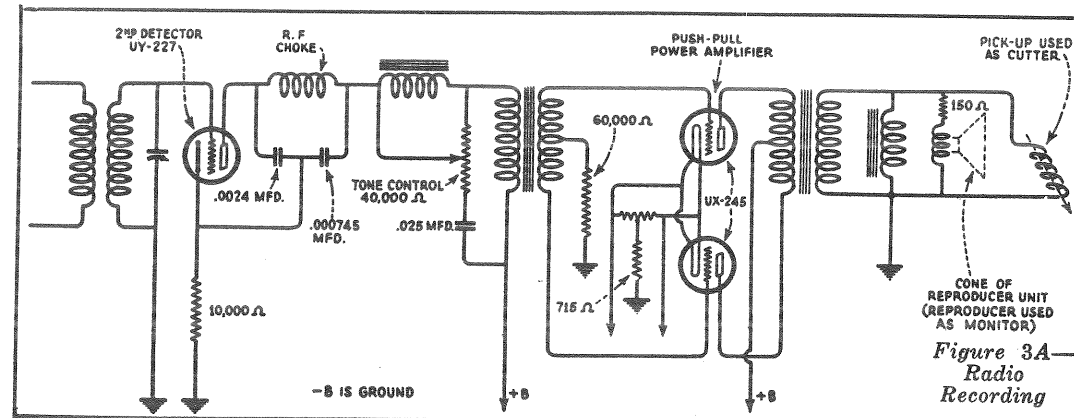 2ND DETECTOR
UY-227
R.F
CHOKE
PUSH-PULL
POWER AMPLIFIER
PICK-UP USED
AS CUTTER
60,000 Ω
150 Ω
.0024 MFD.
.000745
MFD.
TONE CONTROL
40,000 Ω
.025 MFD.
UX-245
10,000 Ω
715 Ω
CONE OF
REPRODUCER UNIT
(REPRODUCER USED
AS MONITOR)
-B IS GROUND
+B
+B
Figure 3A—
Radio
Recording